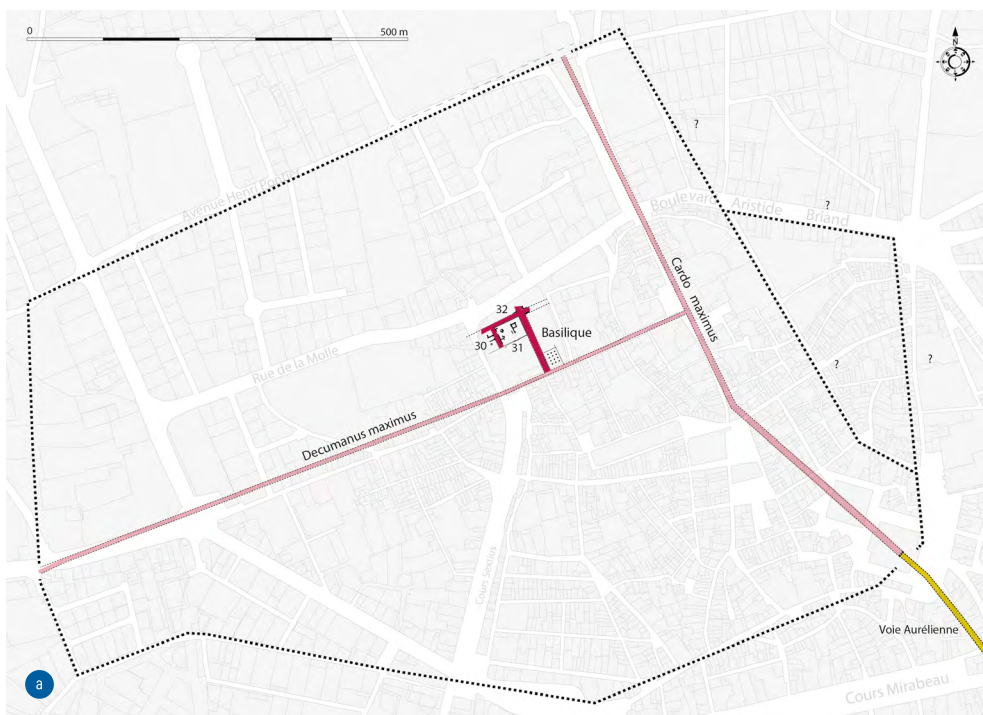 0
500 m
N
?
Avenue Henri Pontier
Boulevard Aristide Briand
?
Cardo maximus
32
Basilique
30
31
Rue de la Molle
?
?
Decumanus maximus
Cours Sextius
Voie Aurélienne
a
Cours Mirabeau